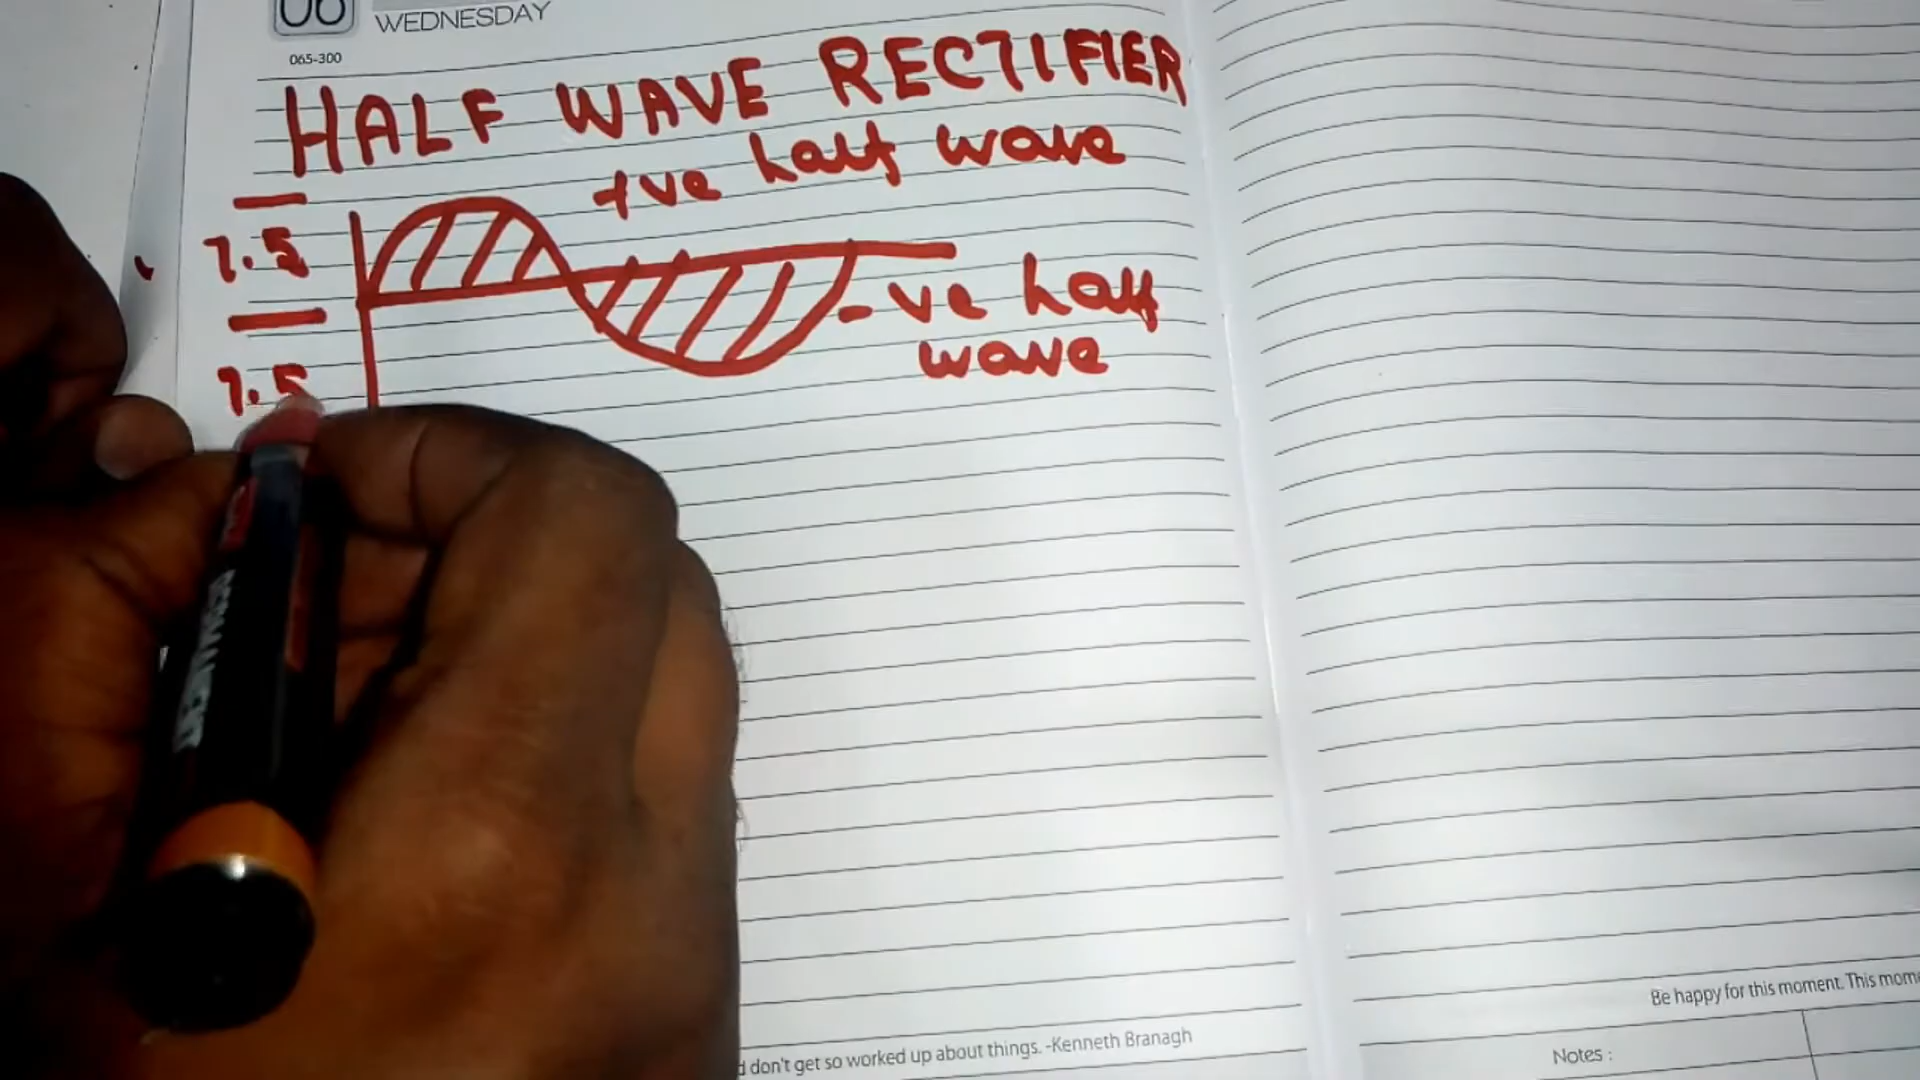 06
WEDNESDAY
065-300
HALF WAVE RECTIFIER
+ve half wave
7.5
-ve half
wave
7.5
d don't get so worked up about things. -Kenneth Branagh
Be happy for this moment. This mom
Notes :